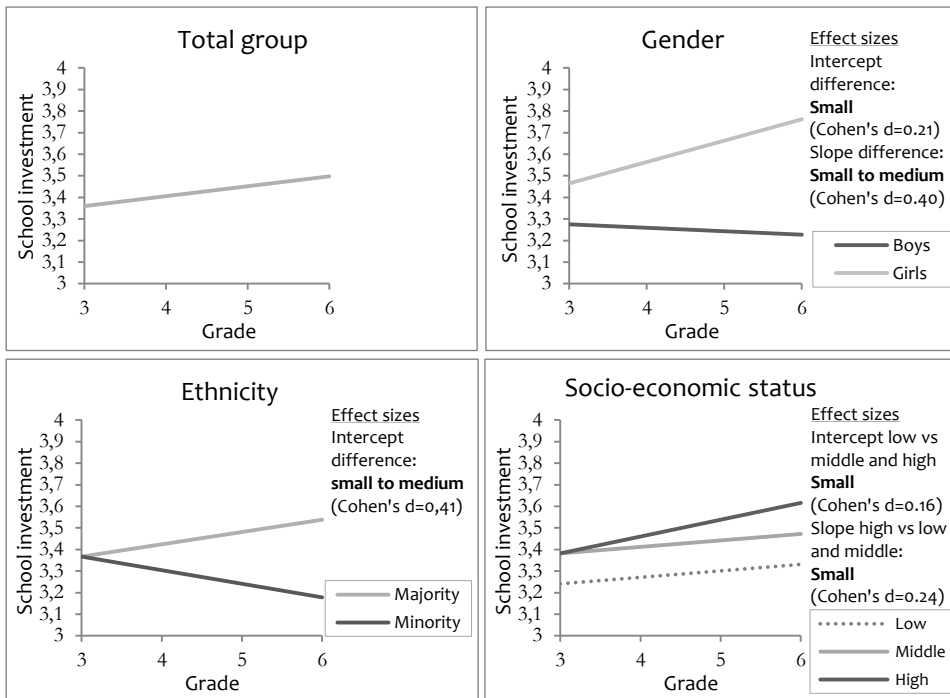 Total group
School investment
4
3,9
3,8
3,7
3,6
3,5
3,4
3,3
3,2
3,1
3
3 4 5 6
Grade
Gender
School investment
4
3,9
3,8
3,7
3,6
3,5
3,4
3,3
3,2
3,1
3
3 4 5 6
Grade
Effect sizes
Intercept
difference:
Small
(Cohen's d=0.21)
Slope difference:
Small to medium
(Cohen's d=0.40)
Boys
Girls
Ethnicity
School investment
4
3,9
3,8
3,7
3,6
3,5
3,4
3,3
3,2
3,1
3
3 4 5 6
Grade
Effect sizes
Intercept
difference:
small to medium
(Cohen's d=0,41)
Majority
Minority
Socio-economic status
School investment
4
3,9
3,8
3,7
3,6
3,5
3,4
3,3
3,2
3,1
3
3 4 5 6
Grade
Effect sizes
Intercept low vs
middle and high
Small
(Cohen's d=0.16)
Slope high vs low
and middle:
Small
(Cohen's d=0.24)
Low
Middle
High